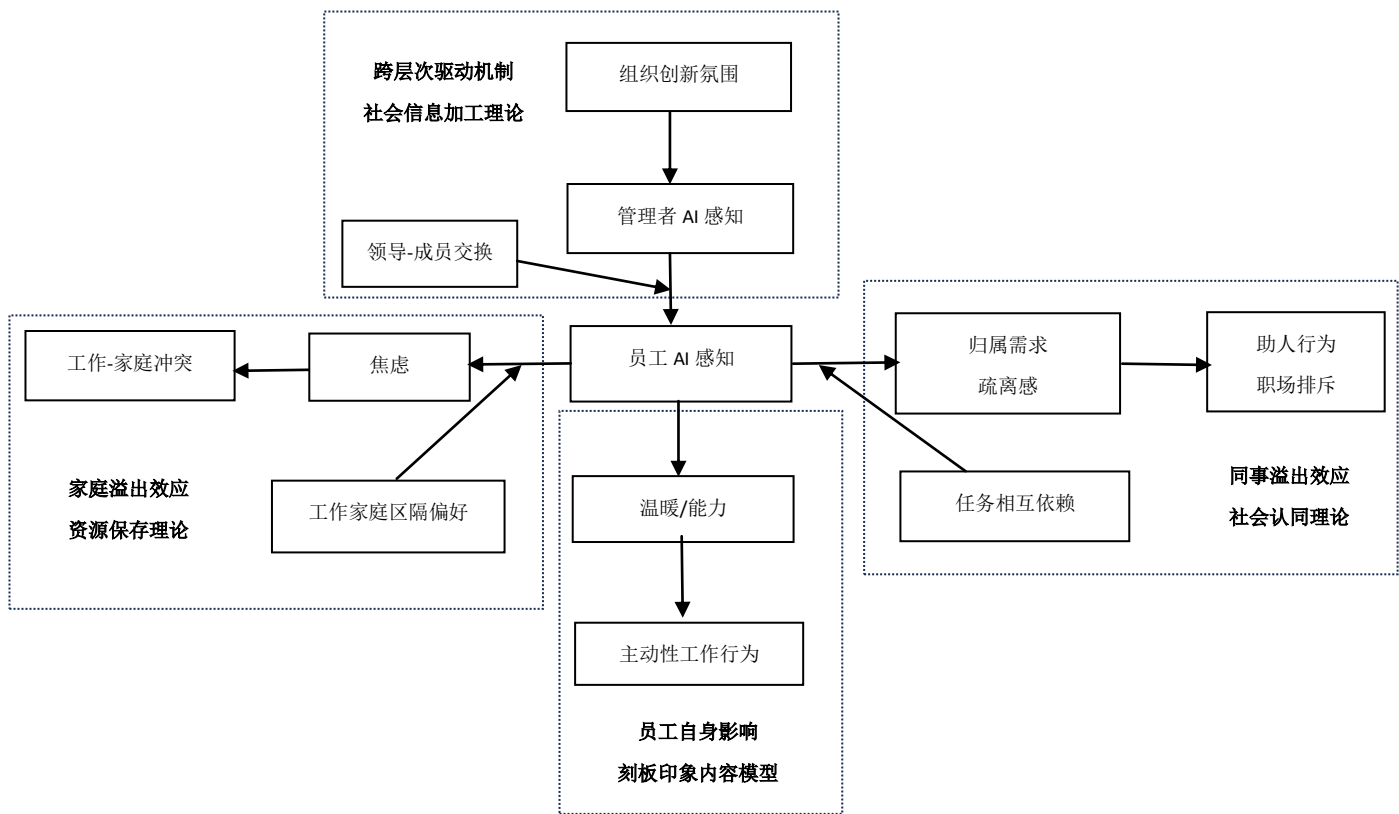 跨层次驱动机制
社会信息加工理论
组织创新氛围
管理者 AI 感知
领导-成员交换
工作-家庭冲突
焦虑
员工 AI 感知
归属需求
疏离感
助人行为
职场排斥
家庭溢出效应
资源保存理论
工作家庭区隔偏好
温暖/能力
任务相互依赖
同事溢出效应
社会认同理论
主动性工作行为
员工自身影响
刻板印象内容模型